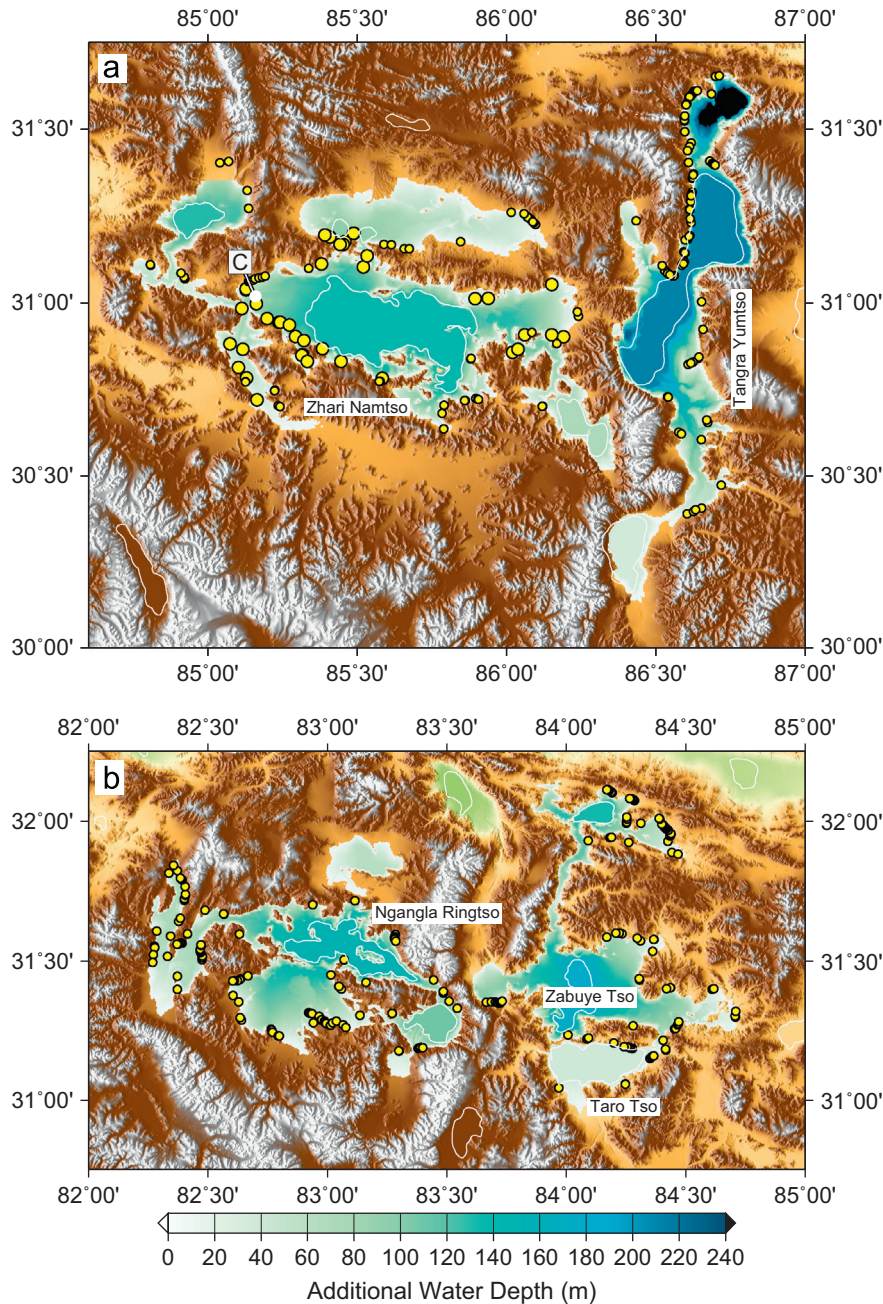 85˚00' 85˚30' 86˚00' 86˚30' 87˚00'
a
31˚30' 31˚30'
C
31˚00' 31˚00'
Tangra Yumtso
Zhari Namtso
30˚30' 30˚30'
30˚00' 30˚00'
85˚00' 85˚30' 86˚00' 86˚30' 87˚00'
82˚00' 82˚30' 83˚00' 83˚30' 84˚00' 84˚30' 85˚00'
b
32˚00' 32˚00'
Ngangla Ringtso
31˚30' 31˚30'
Zabuye Tso
31˚00' 31˚00'
Taro Tso
82˚00' 82˚30' 83˚00' 83˚30' 84˚00' 84˚30' 85˚00'
0 20 40 60 80 100 120 140 160 180 200 220 240
Additional Water Depth (m)